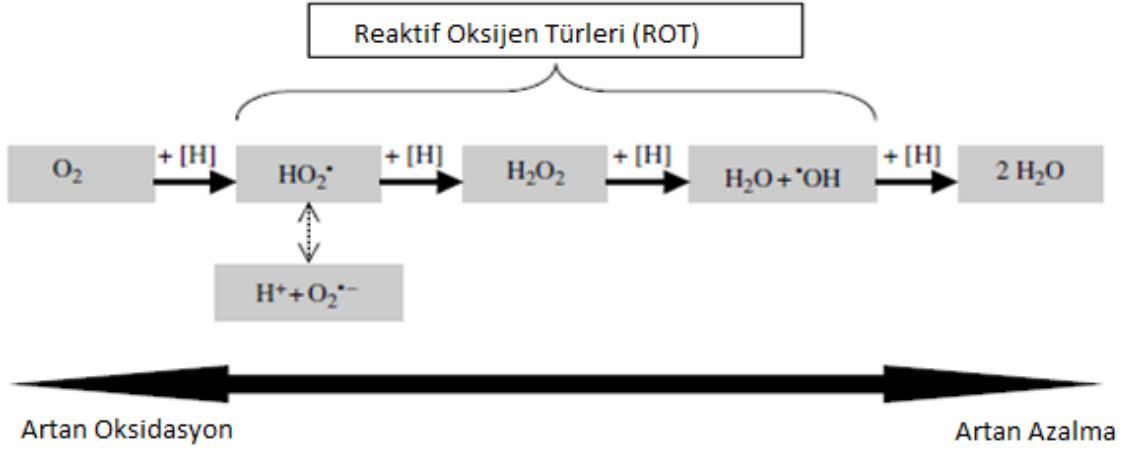 Reaktif Oksijen Türleri (ROT)
+ [H] + [H] + [H] + [H]
O₂ HO₂• H₂O₂ H₂O + •OH 2 H₂O
H⁺ + O₂•⁻
Artan Oksidasyon Artan Azalma